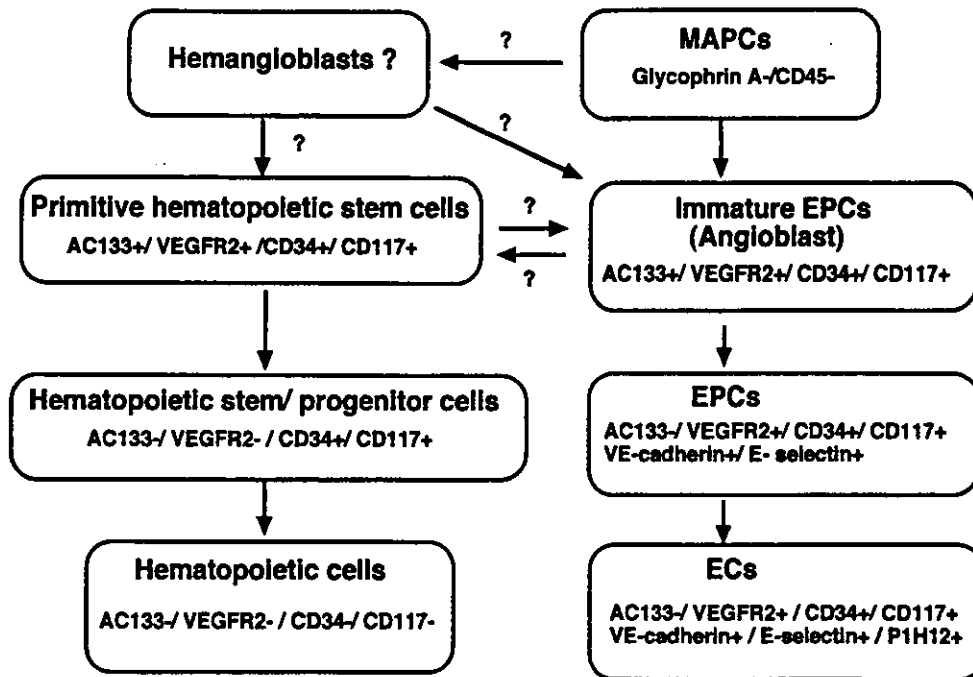 Hemangioblasts ?
?
MAPCs
Glycophrin A-/CD45-
?
?
Primitive hematopoietic stem cells
AC133+/ VEGFR2+ /CD34+/ CD117+
?
?
Immature EPCs
(Angioblast)
AC133+/ VEGFR2+/ CD34+/ CD117+
Hematopoietic stem/ progenitor cells
AC133-/ VEGFR2- / CD34+/ CD117+
EPCs
AC133-/ VEGFR2+/ CD34+/ CD117+
VE-cadherin+/ E- selectin+
Hematopoietic cells
AC133-/ VEGFR2- / CD34-/ CD117-
ECs
AC133-/ VEGFR2+ / CD34+/ CD117+
VE-cadherin+ / E-selectin+ / P1H12+